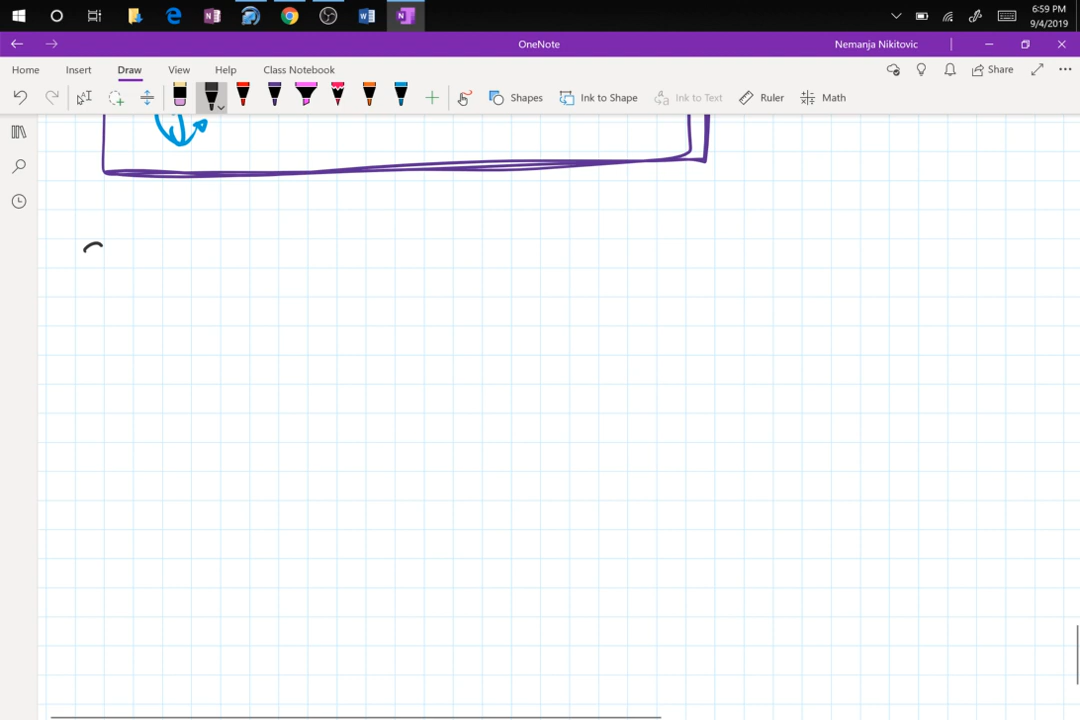 6:59 PM
9/4/2019
OneNote
Nemanja Nikitovic
Home Insert Draw View Help Class Notebook
Share
Shapes Ink to Shape Ink to Text Ruler Math